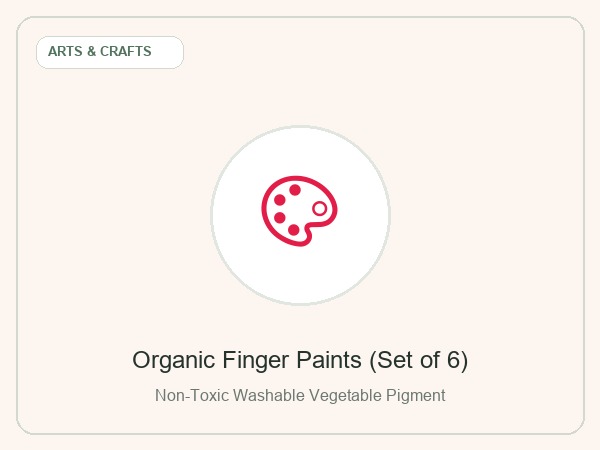 ARTS & CRAFTS
Organic Finger Paints (Set of 6)
Non-Toxic Washable Vegetable Pigment